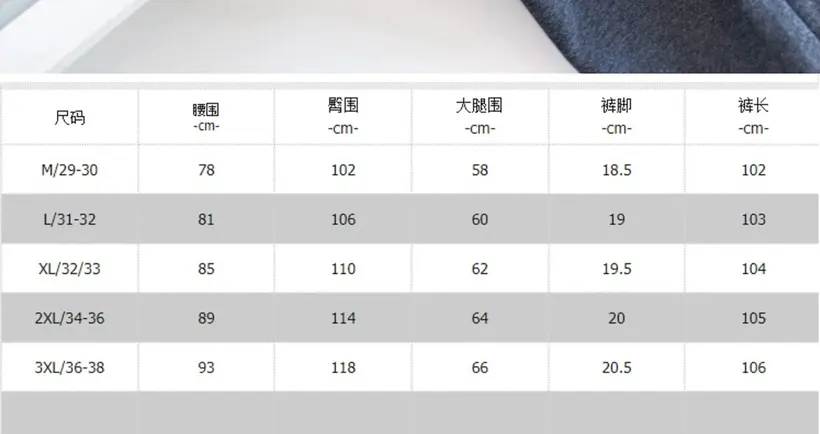 尺码 腰围 臀围 大腿围 裤脚 裤长
-cm- -cm- -cm- -cm- -cm-
M/29-30 78 102 58 18.5 102
L/31-32 81 106 60 19 103
XL/32/33 85 110 62 19.5 104
2XL/34-36 89 114 64 20 105
3XL/36-38 93 118 66 20.5 106